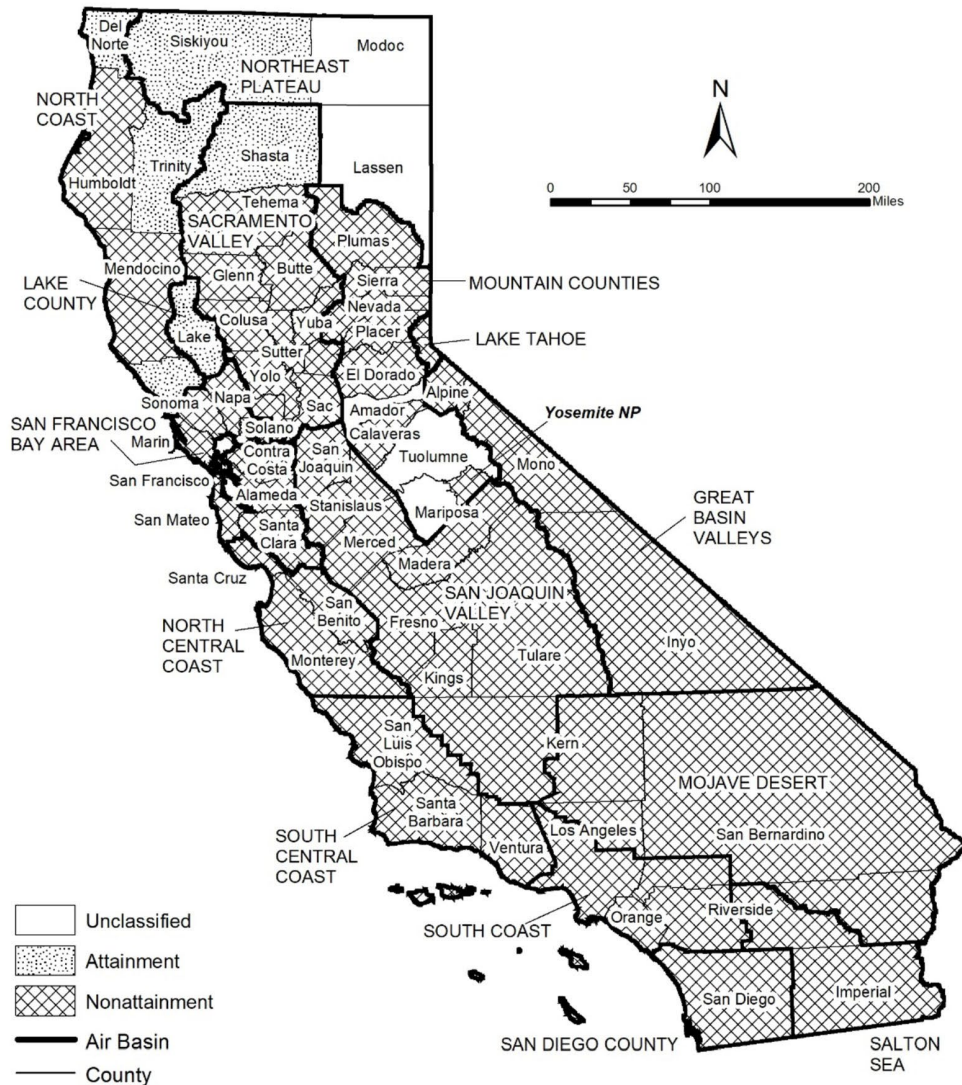 Del
Norte
Siskiyou
Modoc
NORTHEAST
PLATEAU
N
NORTH
COAST
Trinity
Shasta
Lassen
0 50 100 200
Miles
Humboldt
Tehema
SACRAMENTO
VALLEY
Plumas
Mendocino
Glenn
Butte
Sierra
MOUNTAIN COUNTIES
LAKE
COUNTY
Nevada
Colusa
Yuba
Placer
Lake
LAKE TAHOE
Sutter
Yolo
El Dorado
Sonoma
Napa
Sac
Alpine
Amador
Yosemite NP
SAN FRANCISCO
BAY AREA
Marin
Solano
Calaveras
Contra
Costa
San
Joaquin
Tuolumne
Mono
San Francisco
Alameda
Stanislaus
GREAT
BASIN
VALLEYS
San Mateo
Mariposa
Santa
Clara
Merced
Madera
Santa Cruz
SAN JOAQUIN
VALLEY
San
Benito
Fresno
NORTH
CENTRAL
COAST
Inyo
Monterey
Tulare
Kings
San
Luis
Obispo
Kern
MOJAVE DESERT
Santa
Barbara
Los Angeles
San Bernardino
SOUTH
CENTRAL
COAST
Ventura
Orange
Riverside
SOUTH COAST
San Diego
Imperial
SAN DIEGO COUNTY
SALTON
SEA
Unclassified
Attainment
Nonattainment
Air Basin
County